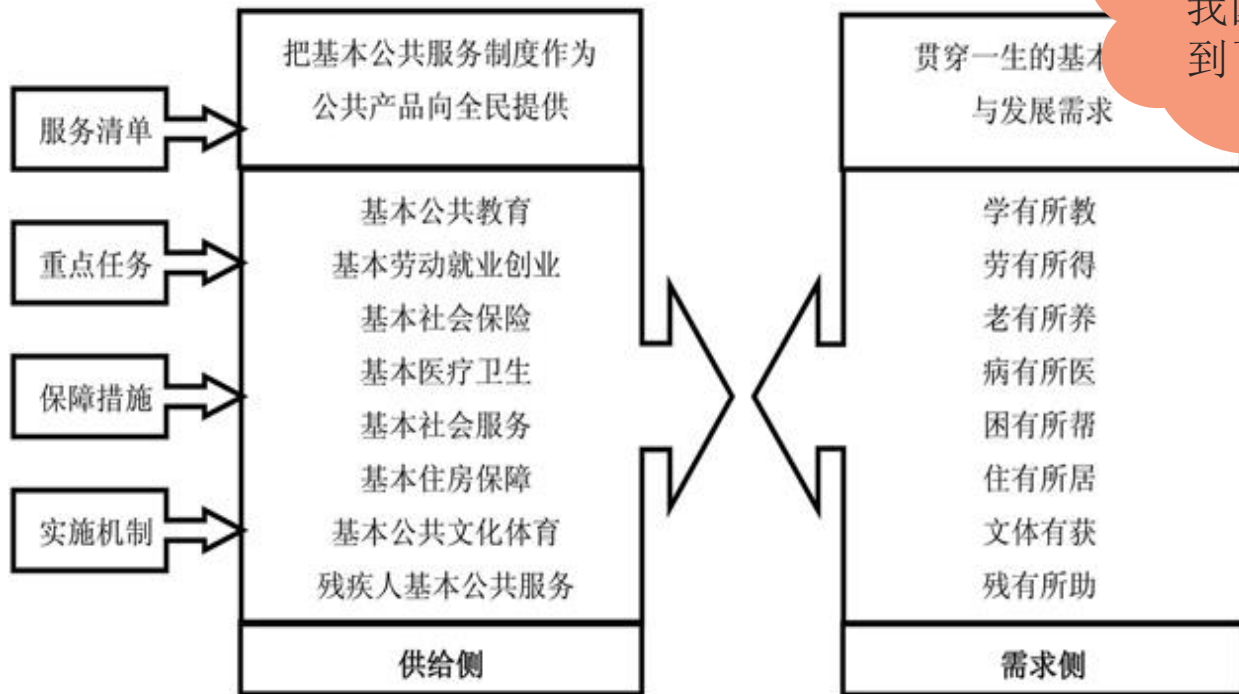 服务清单
重点任务
保障措施
实施机制
把基本公共服务制度作为
公共产品向全民提供
基本公共教育
基本劳动就业创业
基本社会保险
基本医疗卫生
基本社会服务
基本住房保障
基本公共文化体育
残疾人基本公共服务
供给侧
贯穿一生的基本
与发展需求
学有所教
劳有所得
老有所养
病有所医
困有所帮
住有所居
文体有获
残有所助
需求侧
我
到